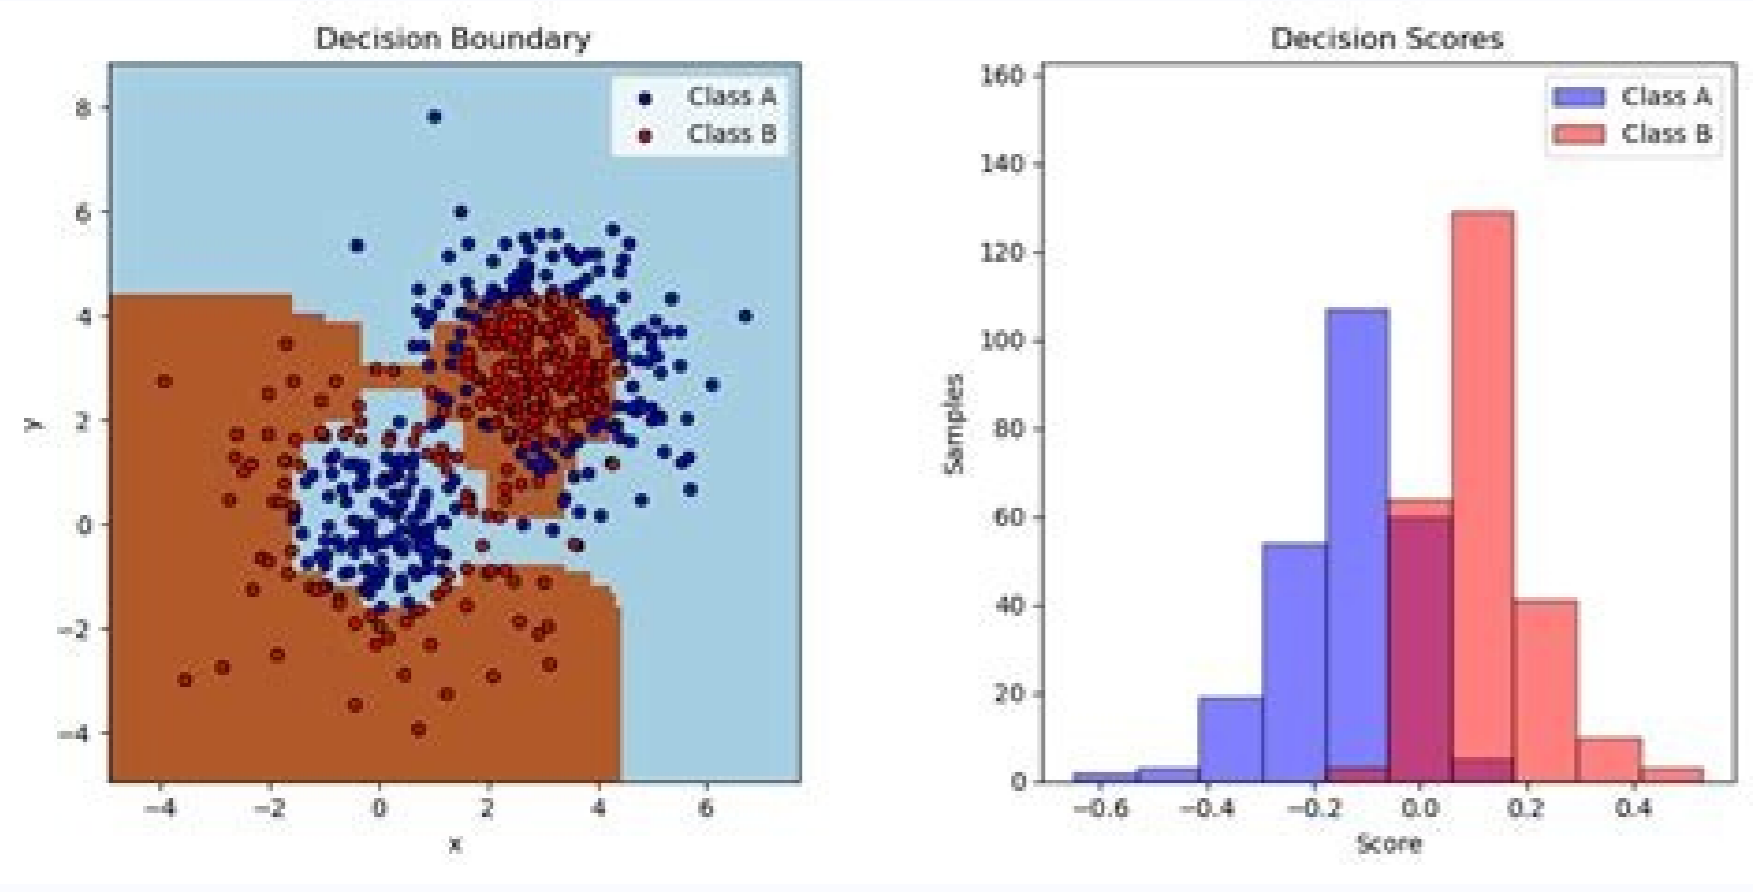 Decision Boundary
Class A
Class B
8
6
4
2
0
−2
−4
y
−4 −2 0 2 4 6
x
Decision Scores
Class A
Class B
160
140
120
100
80
60
40
20
0
Samples
−0.6 −0.4 −0.2 0.0 0.2 0.4
Score